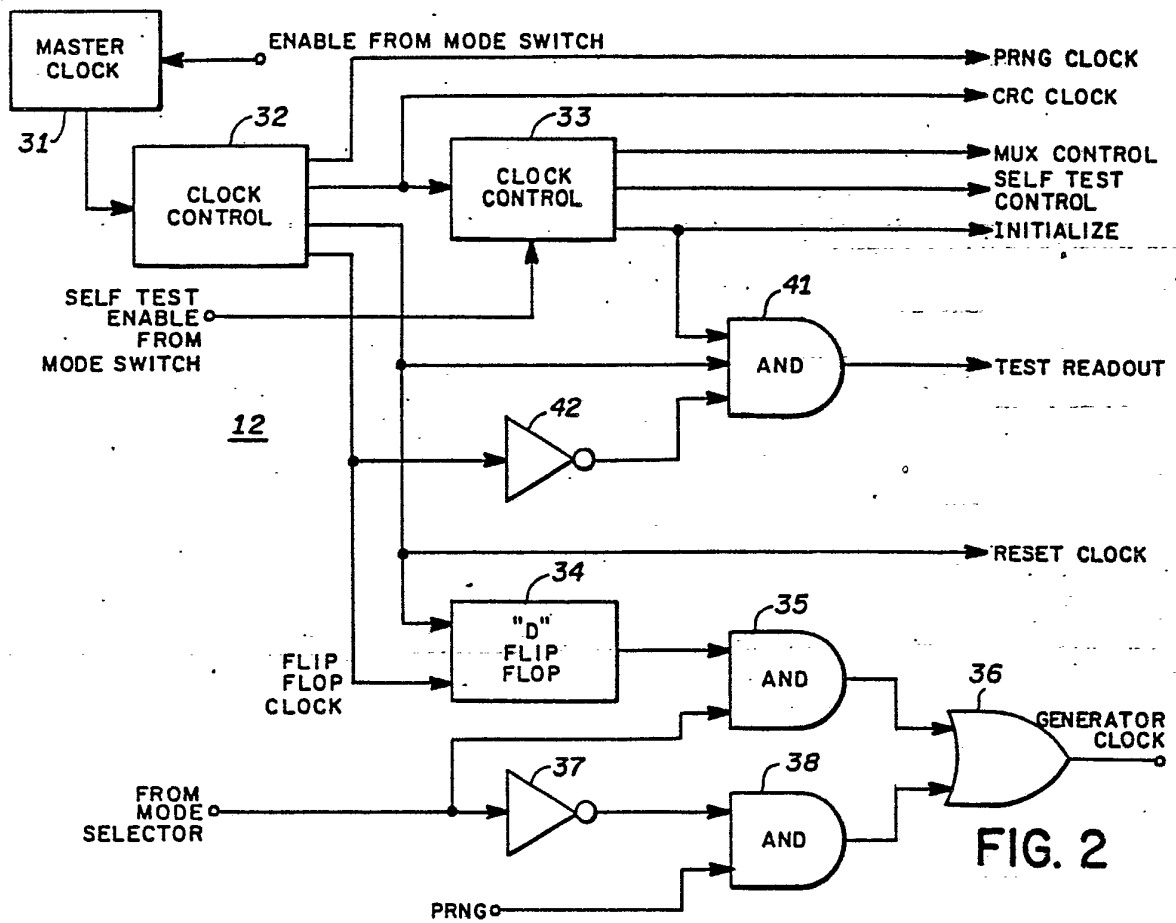 MASTER
CLOCK
31
ENABLE FROM MODE SWITCH
PRNG CLOCK
CRC CLOCK
32
CLOCK
CONTROL
33
CLOCK
CONTROL
MUX CONTROL
SELF TEST
CONTROL
INITIALIZE
SELF TEST
ENABLE
FROM
MODE SWITCH
41
AND
TEST READOUT
12
42
RESET CLOCK
34
"D"
FLIP
FLOP
FLIP
FLOP
CLOCK
35
AND
36
GENERATOR
CLOCK
FROM
MODE
SELECTOR
37
38
AND
PRNG
FIG. 2